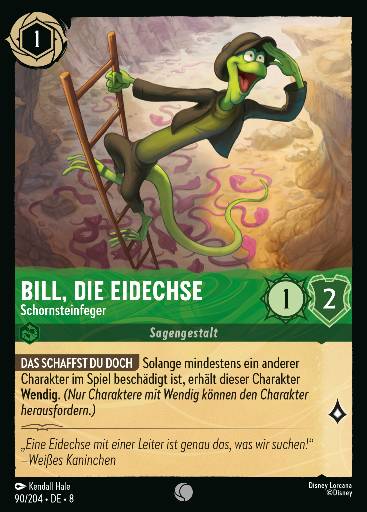 1
BILL, DIE EIDECHSE
Schornsteinfeger
1
2
Sagengestalt
DAS SCHAFFST DU DOCH Solange mindestens ein anderer
Charakter im Spiel beschädigt ist, erhält dieser Charakter
Wendig. (Nur Charaktere mit Wendig können den Charakter
herausfordern.)
„Eine Eidechse mit einer Leiter ist genau das, was wir suchen!“
–Weißes Kaninchen
Kendall Hale
90/204 • DE • 8
Disney Lorcana
©Disney